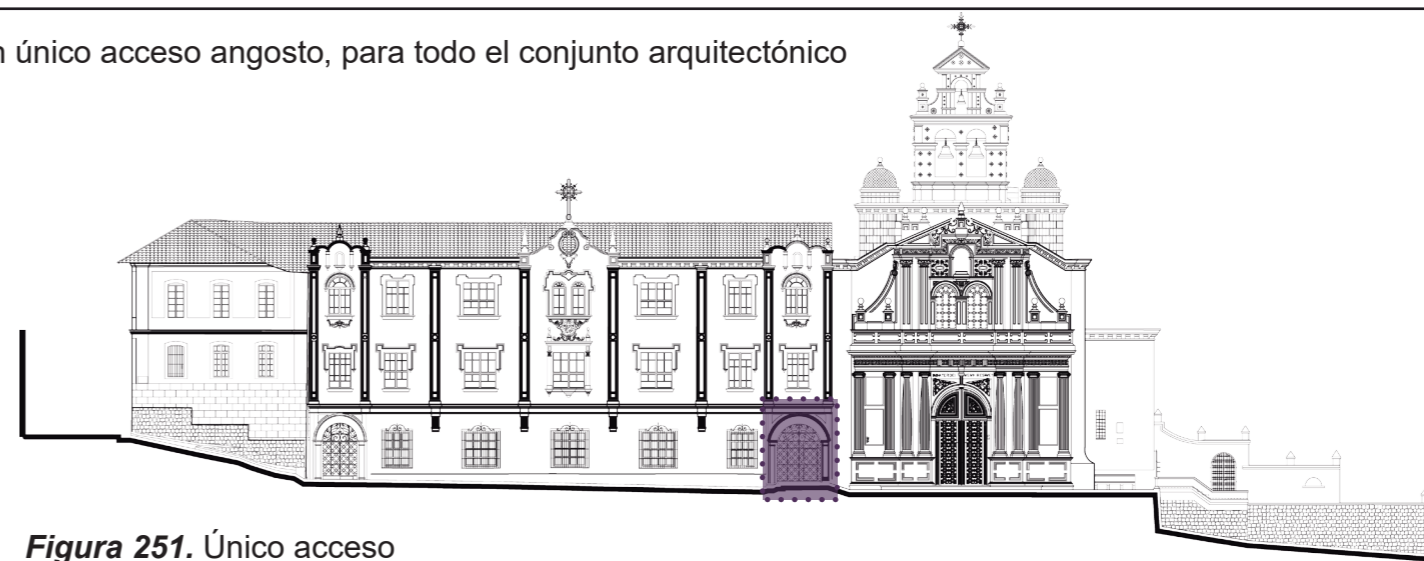 único acceso angosto, para todo el conjunto arquitectónico
Figura 251. Único acceso